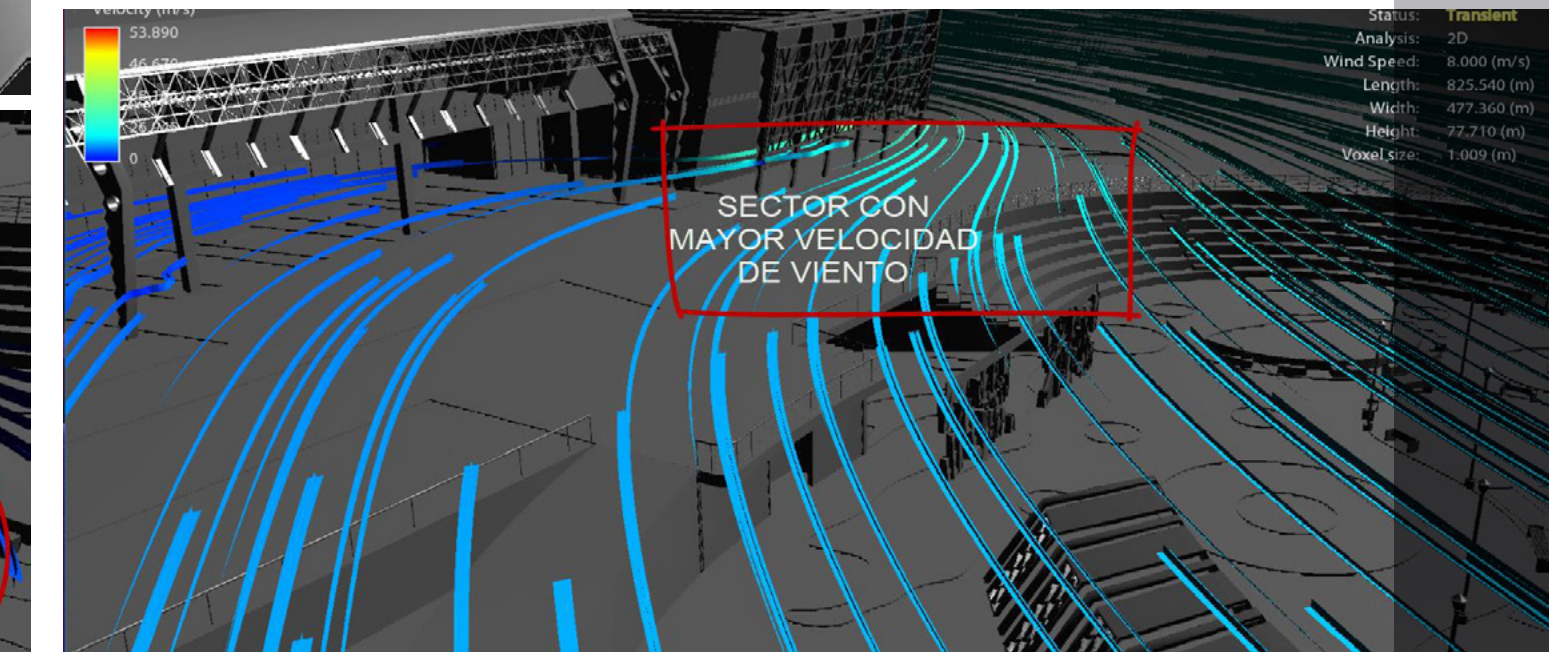 Velocity (m/s)
53.890
46.670
0
Status: Transient
Analysis: 2D
Wind Speed: 8.000 (m/s)
Length: 825.540 (m)
Width: 477.360 (m)
Height: 77.710 (m)
Voxel size: 1.009 (m)
SECTOR CON
MAYOR VELOCIDAD
DE VIENTO